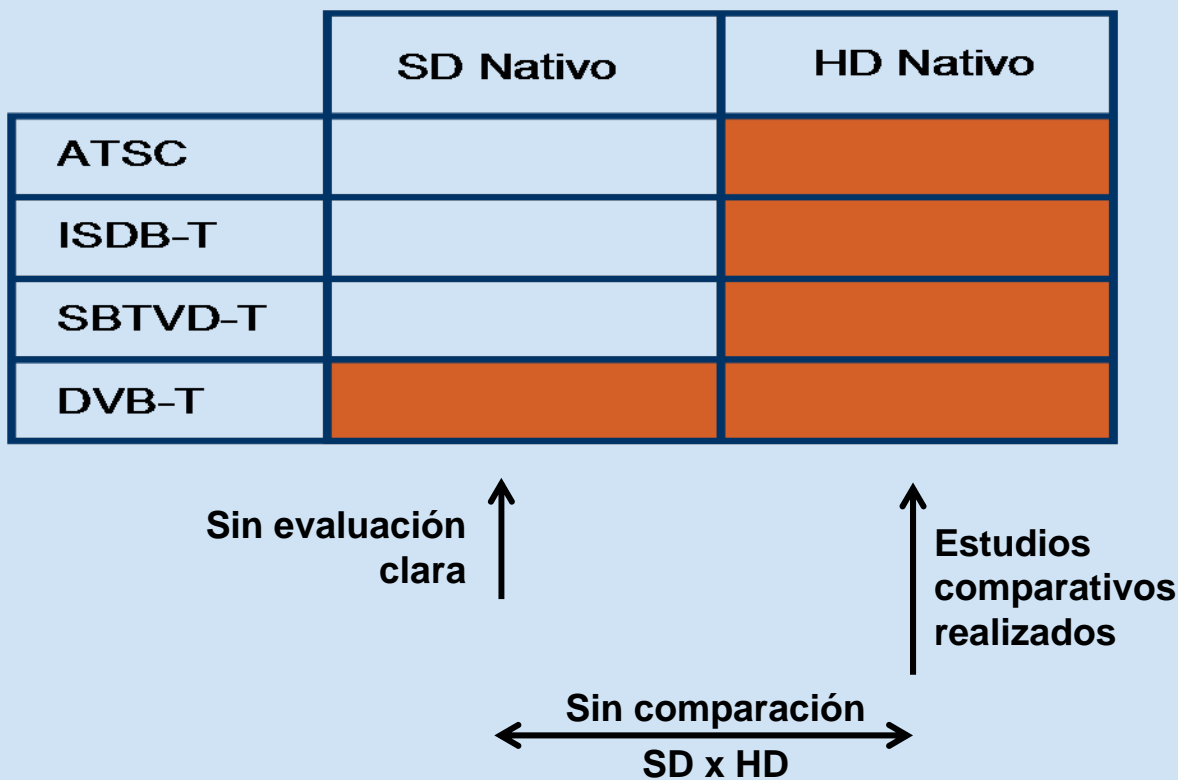 SD Nativo HD Nativo
ATSC
ISDB-T
SBTVD-T
DVB-T
Sin evaluación
clara
Estudios
comparativos
realizados
Sin comparación
SD x HD